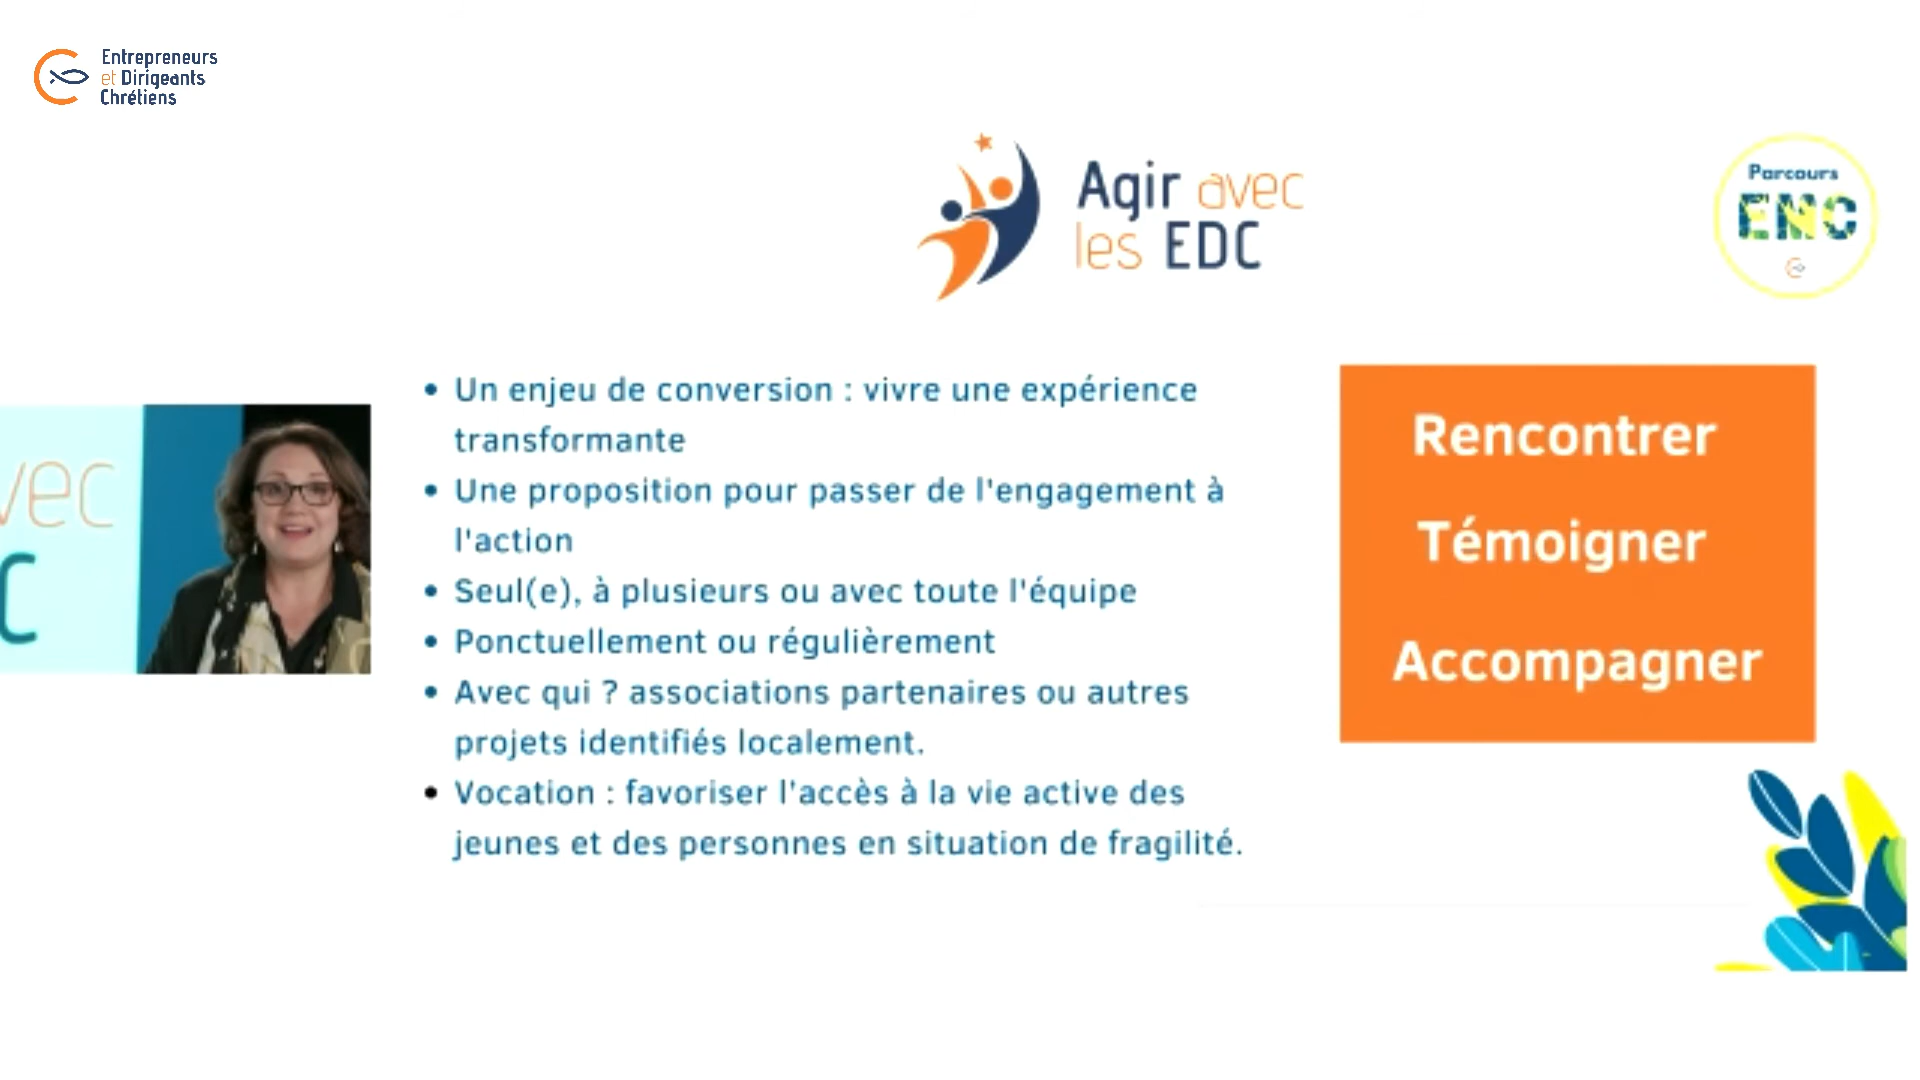 Entrepreneurs
et Dirigeants
Chrétiens
Agir avec
les EDC
Parcours
ENC
vec
C
• Un enjeu de conversion : vivre une expérience
transformante
• Une proposition pour passer de l'engagement à
l'action
• Seul(e), à plusieurs ou avec toute l'équipe
• Ponctuellement ou régulièrement
• Avec qui ? associations partenaires ou autres
projets identifiés localement.
• Vocation : favoriser l'accès à la vie active des
jeunes et des personnes en situation de fragilité.
Rencontrer
Témoigner
Accompagner